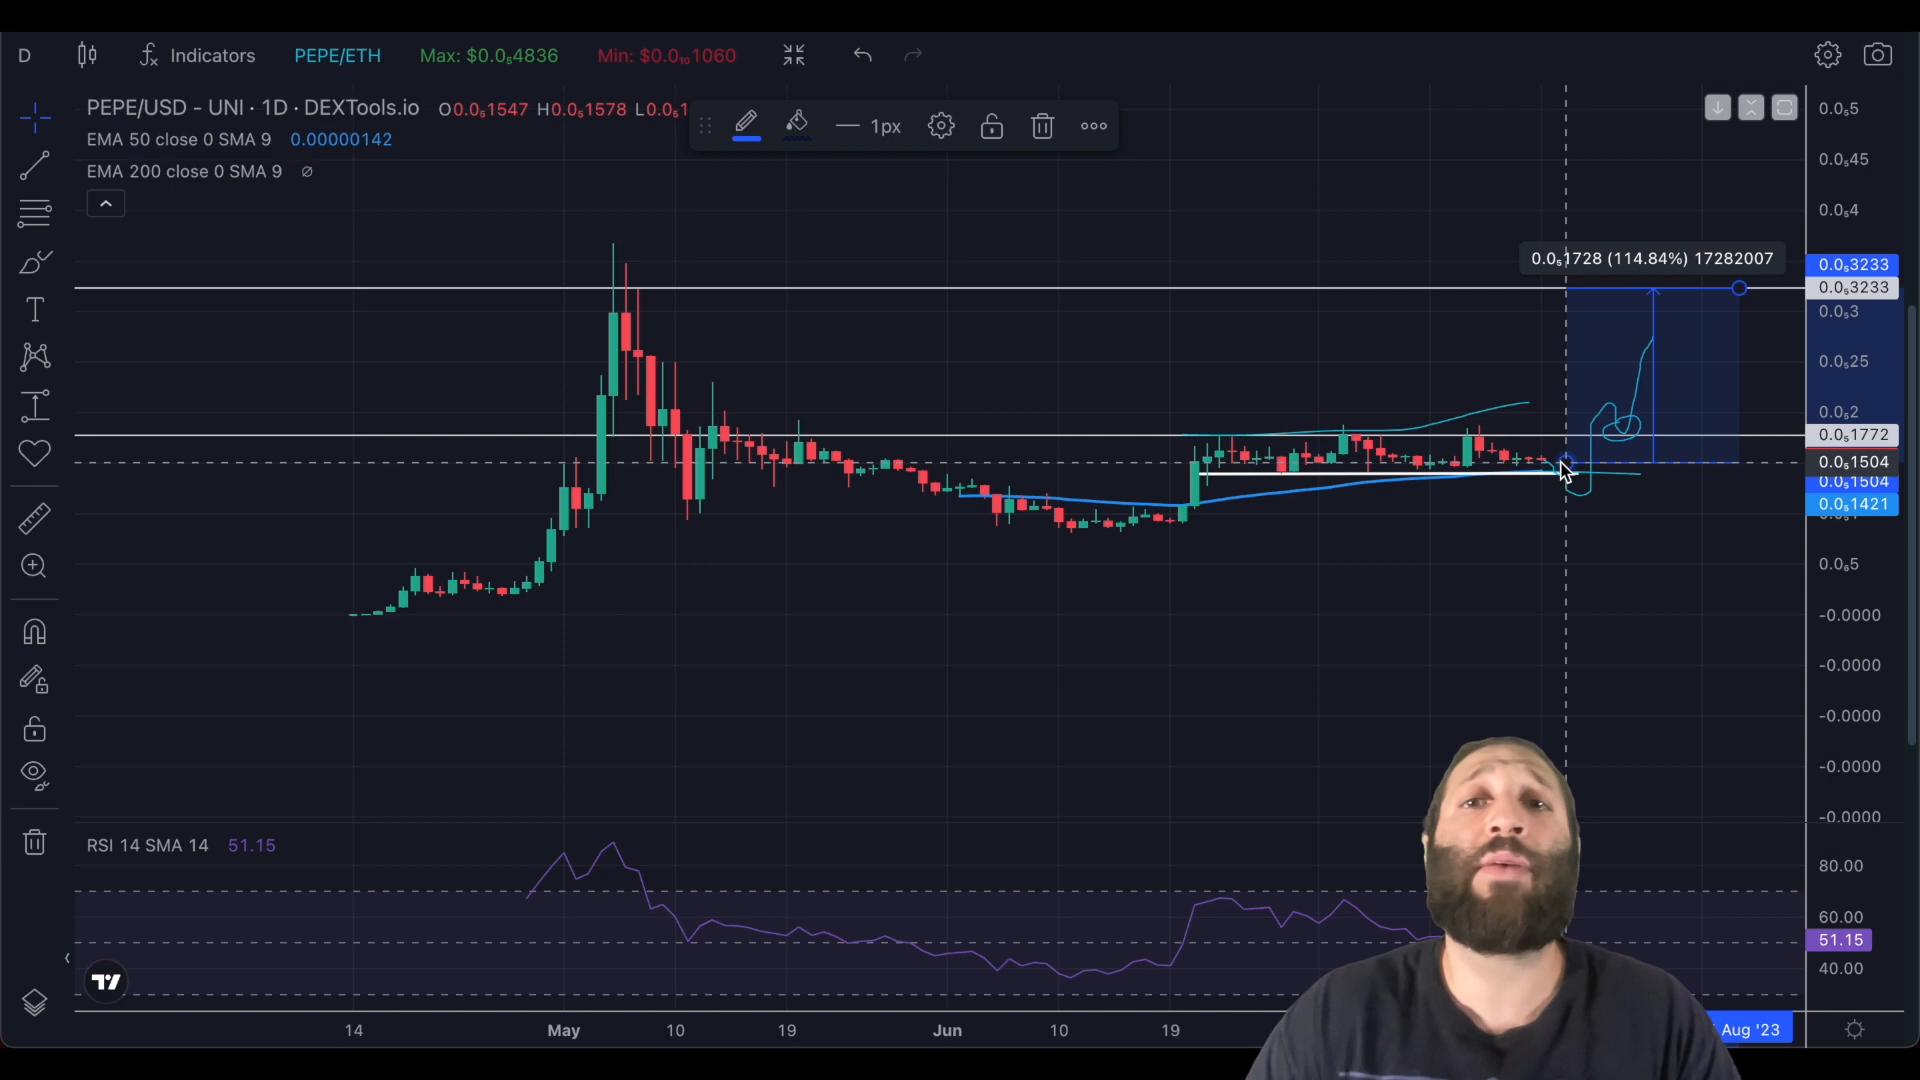 D Indicators PEPE/ETH Max: $0.0₅4836 Min: $0.0₁₀1060
PEPE/USD - UNI · 1D · DEXTools.io O0.0₅1547 H0.0₅1578 L0.0₅1
1px
EMA 50 close 0 SMA 9 0.00000142
EMA 200 close 0 SMA 9 ∅
0.0₅5
0.0₅45
0.0₅4
0.0₅1728 (114.84%) 17282007
0.0₅3233
0.0₅3233
0.0₅3
0.0₅25
0.0₅2
0.0₅1772
0.0₅1504
0.0₅1504
0.0₅1421
0.0₆5
-0.0000
-0.0000
-0.0000
-0.0000
-0.0000
RSI 14 SMA 14 51.15
80.00
60.00
51.15
40.00
14 May 10 19 Jun 10 19 Aug '23